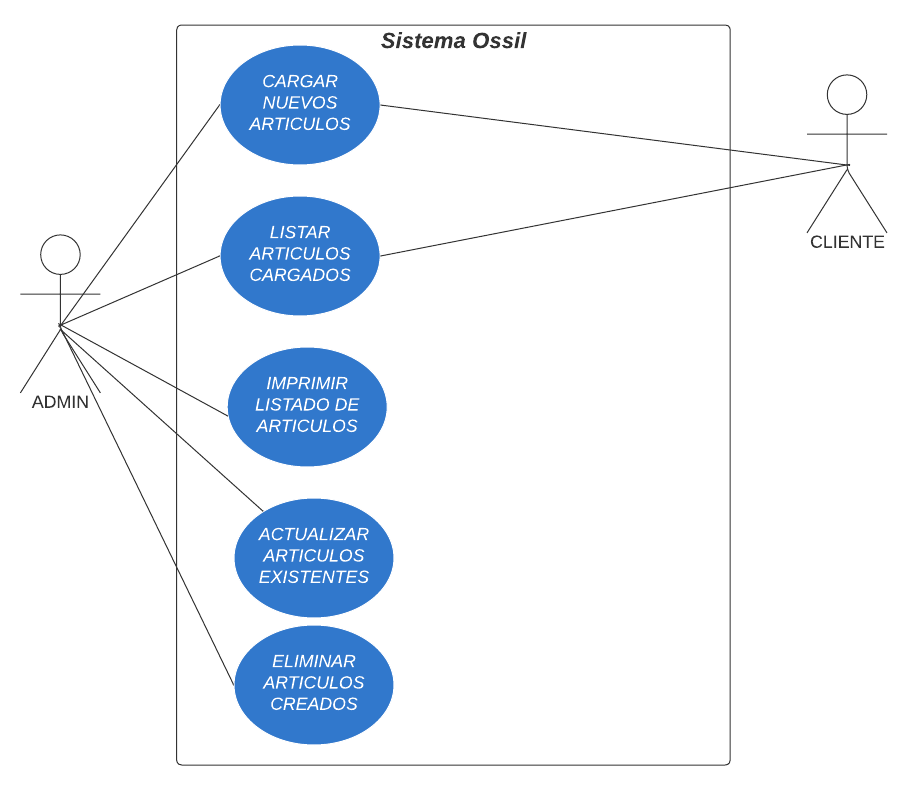 Sistema Ossil
CARGAR
NUEVOS
ARTICULOS
LISTAR
ARTICULOS
CARGADOS
CLIENTE
IMPRIMIR
LISTADO DE
ARTICULOS
ADMIN
ACTUALIZAR
ARTICULOS
EXISTENTES
ELIMINAR
ARTICULOS
CREADOS